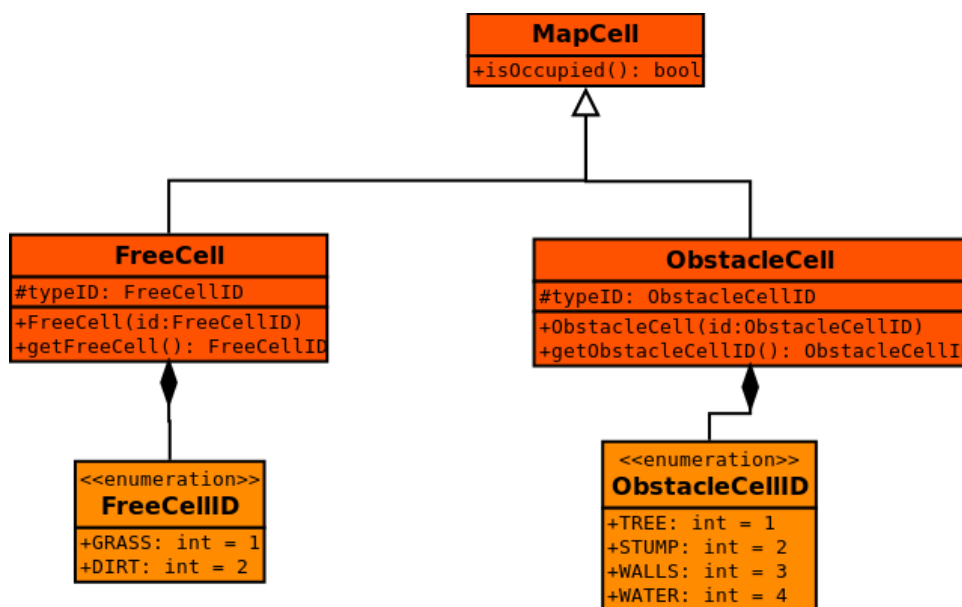 MapCell
+isOccupied(): bool
FreeCell
#typeID: FreeCellID
+FreeCell(id:FreeCellID)
+getFreeCell(): FreeCellID
ObstacleCell
#typeID: ObstacleCellID
+ObstacleCell(id:ObstacleCellID)
+getObstacleCellID(): ObstacleCellI
<<enumeration>>
FreeCellID
+GRASS: int = 1
+DIRT: int = 2
<<enumeration>>
ObstacleCellID
+TREE: int = 1
+STUMP: int = 2
+WALLS: int = 3
+WATER: int = 4